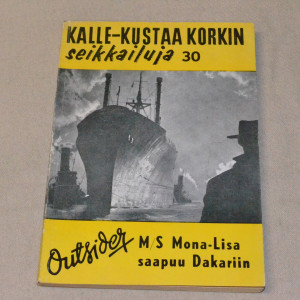 KALLE-KUSTAA KORKIN
seikkailuja 30
Outsider
M/S Mona-Lisa
saapuu Dakariin